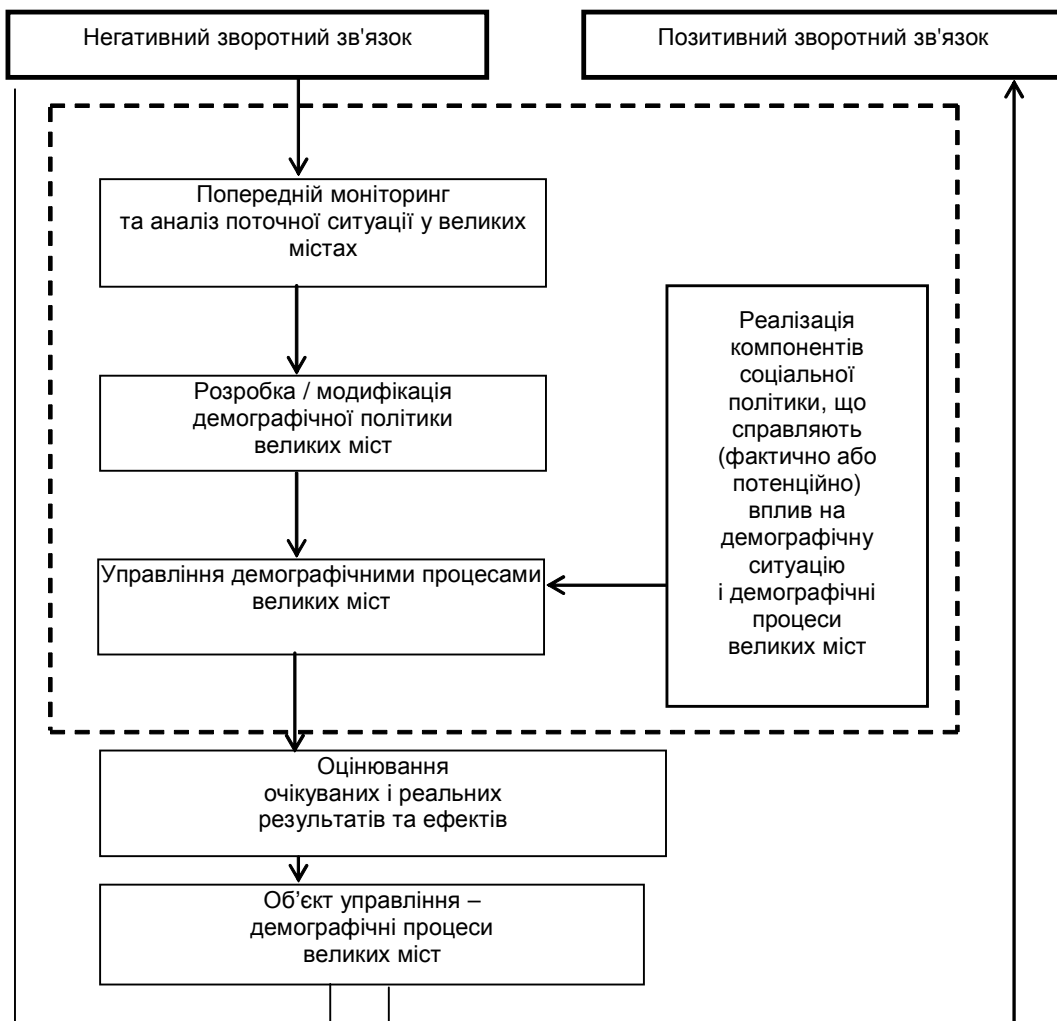 Негативний зворотний зв'язок
Позитивний зворотний зв'язок
Попередній моніторинг
та аналіз поточної ситуації у великих
містах
Розробка / модифікація
демографічної політики
великих міст
Управління демографічними процесами
великих міст
Реалізація
компонентів
соціальної
політики, що
справляють
(фактично або
потенційно)
вплив на
демографічну
ситуацію
і демографічні
процеси
великих міст
Оцінювання
очікуваних і реальних
результатів та ефектів
Об’єкт управління –
демографічні процеси
великих міст